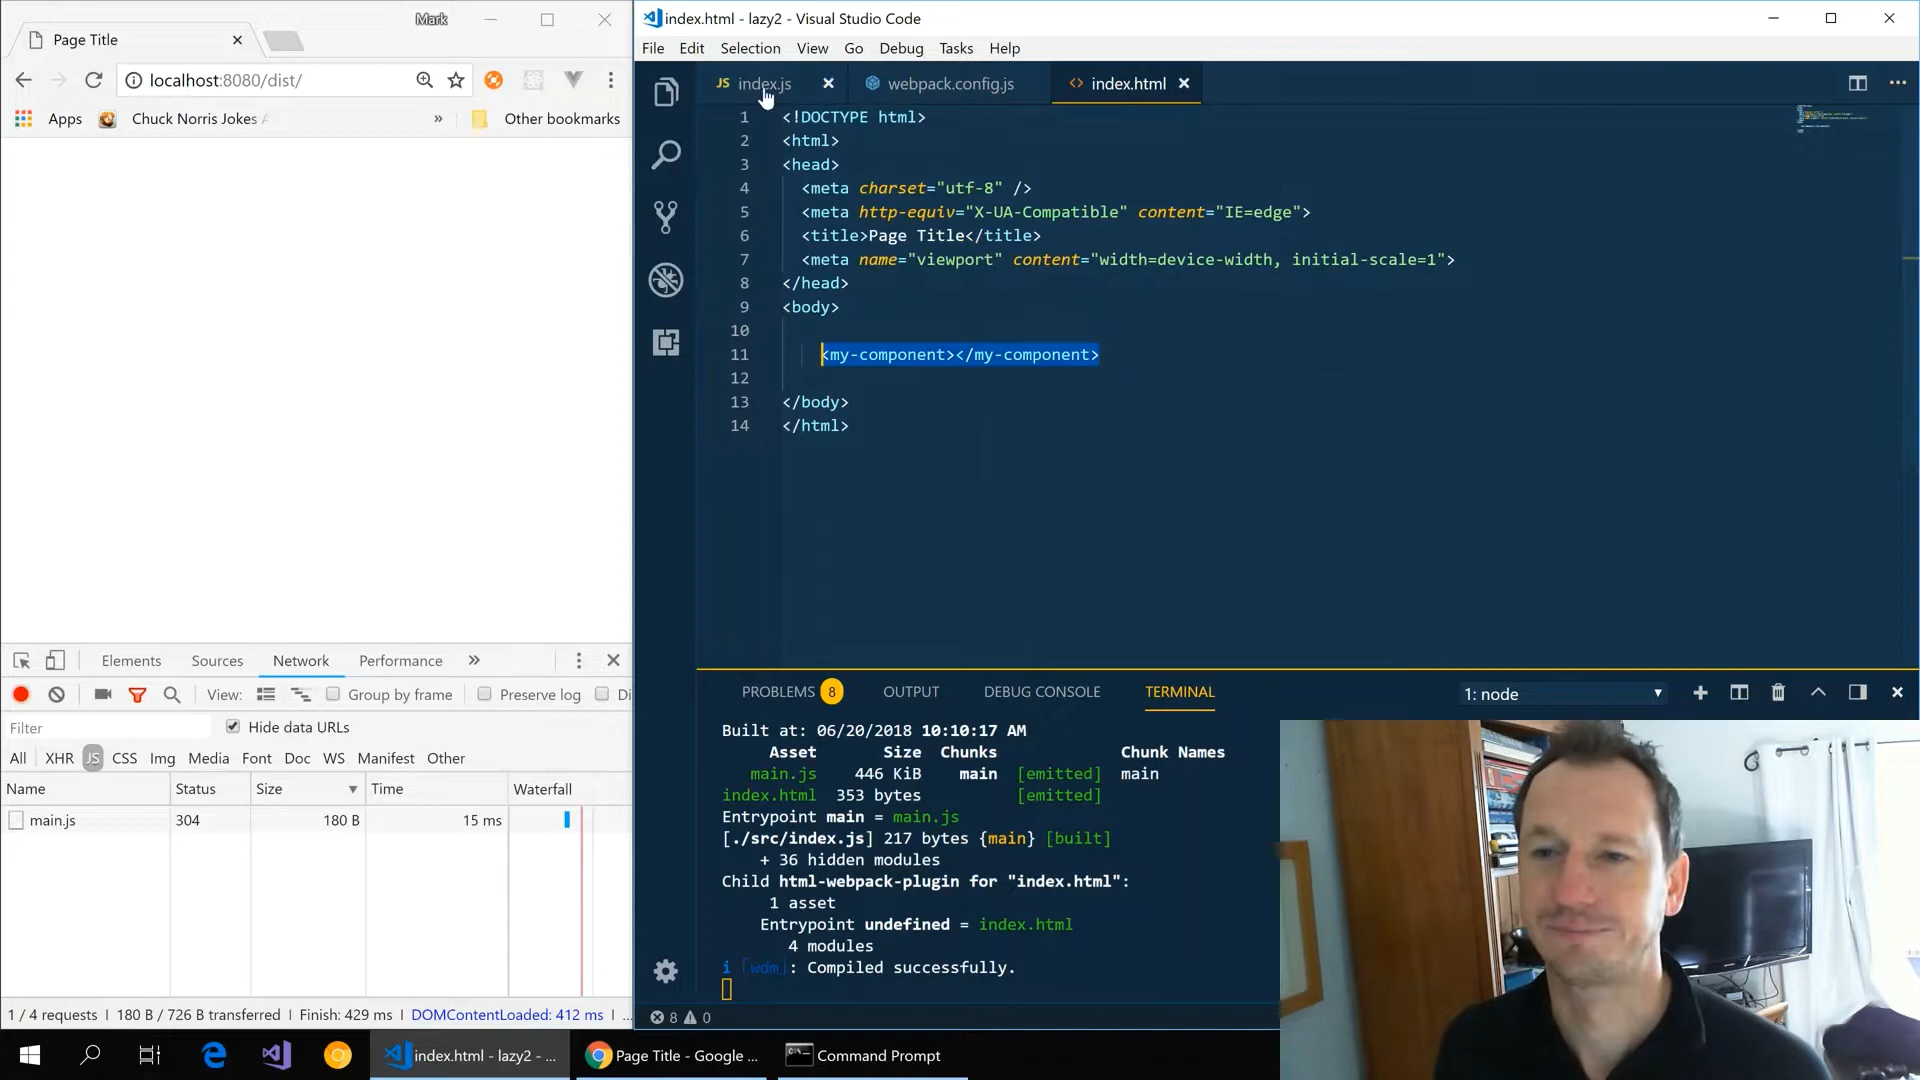 Mark
Page Title
localhost:8080/dist/
Apps
Chuck Norris Jokes
»
Other bookmarks
Elements
Sources
Network
Performance
»
View:
Group by frame
Preserve log
Di
Filter
Hide data URLs
All
XHR
JS
CSS
Img
Media
Font
Doc
WS
Manifest
Other
Name
Status
Size
Time
Waterfall
main.js
304
180 B
15 ms
1 / 4 requests | 180 B / 726 B transferred | Finish: 429 ms | DOMContentLoaded: 412 ms | ...
index.html - lazy2 - Visual Studio Code
File Edit Selection View Go Debug Tasks Help
JS index.js
webpack.config.js
<> index.html
1 <!DOCTYPE html>
2 <html>
3 <head>
4 <meta charset="utf-8" />
5 <meta http-equiv="X-UA-Compatible" content="IE=edge">
6 <title>Page Title</title>
7 <meta name="viewport" content="width=device-width, initial-scale=1">
8 </head>
9 <body>
10
11 <my-component></my-component>
12
13 </body>
14 </html>
PROBLEMS 8
OUTPUT
DEBUG CONSOLE
TERMINAL
1: node
Built at: 06/20/2018 10:10:17 AM
Asset Size Chunks Chunk Names
main.js 446 KiB main [emitted] main
index.html 353 bytes [emitted]
Entrypoint main = main.js
[./src/index.js] 217 bytes {main} [built]
+ 36 hidden modules
Child html-webpack-plugin for "index.html":
1 asset
Entrypoint undefined = index.html
4 modules
i ｢wdm｣: Compiled successfully.
8 0
index.html - lazy2 - ...
Page Title - Google ...
Command Prompt